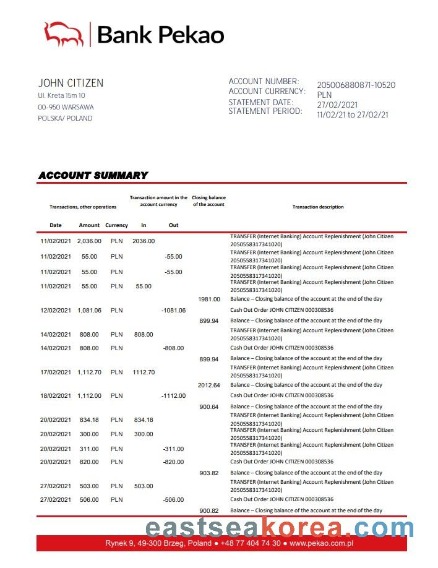 Bank Pekao
JOHN CITIZEN
Ul. Kreta 15m 10
00-950 WARSAWA
POLSKA/ POLAND
ACCOUNT NUMBER: 205006880871-10520
ACCOUNT CURRENCY: PLN
STATEMENT DATE: 27/02/2021
STATEMENT PERIOD: 11/02/21 to 27/02/21
ACCOUNT SUMMARY
Transactions, other operations
Transaction amount in the account currency
Closing balance of the account
Transaction description
Date Amount Currency In Out
11/02/2021 2,036.00 PLN 2036.00 TRANSFER (Internet Banking) Account Replenishment (John Citizen
2050558317341020)
11/02/2021 55.00 PLN -55.00 TRANSFER (Internet Banking) Account Replenishment (John Citizen
2050558317341020)
11/02/2021 55.00 PLN -55.00 TRANSFER (Internet Banking) Account Replenishment (John Citizen
2050558317341020)
11/02/2021 55.00 PLN 55.00 TRANSFER (Internet Banking) Account Replenishment (John Citizen
2050558317341020)
1981.00 Balance – Closing balance of the account at the end of the day
12/02/2021 1,081.06 PLN -1081.06 Cash Out Order JOHN CITIZEN 000308536
899.94 Balance – Closing balance of the account at the end of the day
14/02/2021 808.00 PLN 808.00 TRANSFER (Internet Banking) Account Replenishment (John Citizen
2050558317341020)
14/02/2021 808.00 PLN -808.00 Cash Out Order JOHN CITIZEN 000308536
899.94 Balance – Closing balance of the account at the end of the day
17/02/2021 1,112.70 PLN 1112.70 TRANSFER (Internet Banking) Account Replenishment (John Citizen
2050558317341020)
2012.64 Balance – Closing balance of the account at the end of the day
18/02/2021 1,112.00 PLN -1112.00 Cash Out Order JOHN CITIZEN 000308536
900.64 Balance – Closing balance of the account at the end of the day
20/02/2021 834.18 PLN 834.18 TRANSFER (Internet Banking) Account Replenishment (John Citizen
2050558317341020)
20/02/2021 300.00 PLN 300.00 TRANSFER (Internet Banking) Account Replenishment (John Citizen
2050558317341020)
20/02/2021 311.00 PLN -311.00 TRANSFER (Internet Banking) Account Replenishment (John Citizen
2050558317341020)
20/02/2021 820.00 PLN -820.00 Cash Out Order JOHN CITIZEN 000308536
903.82 Balance – Closing balance of the account at the end of the day
27/02/2021 503.00 PLN 503.00 TRANSFER (Internet Banking) Account Replenishment (John Citizen
2050558317341020)
27/02/2021 506.00 PLN -506.00 Cash Out Order JOHN CITIZEN 000308536
900.82 Balance – Closing balance of the account at the end of the day
eastseakorea.com
Rynek 9, 49-300 Brzeg, Poland ● +48 77 404 74 30 ● www.pekao.com.pl